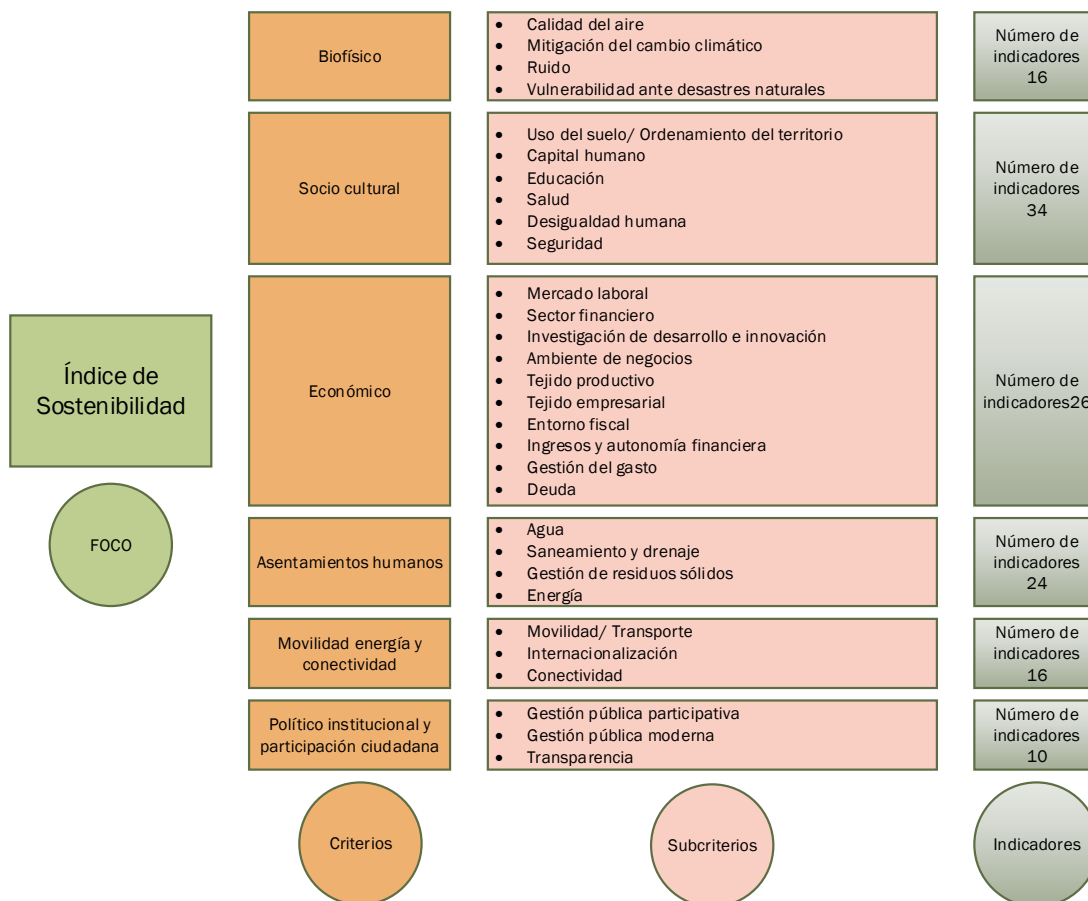 Índice de
Sostenibilidad
FOCO
Biofísico
• Calidad del aire
• Mitigación del cambio climático
• Ruido
• Vulnerabilidad ante desastres naturales
Número de
indicadores
16
Socio cultural
• Uso del suelo/ Ordenamiento del territorio
• Capital humano
• Educación
• Salud
• Desigualdad humana
• Seguridad
Número de
indicadores
34
Económico
• Mercado laboral
• Sector financiero
• Investigación de desarrollo e innovación
• Ambiente de negocios
• Tejido productivo
• Tejido empresarial
• Entorno fiscal
• Ingresos y autonomía financiera
• Gestión del gasto
• Deuda
Número de
indicadores26
Asentamientos humanos
• Agua
• Saneamiento y drenaje
• Gestión de residuos sólidos
• Energía
Número de
indicadores
24
Movilidad energía y
conectividad
• Movilidad/ Transporte
• Internacionalización
• Conectividad
Número de
indicadores
16
Político institucional y
participación ciudadana
• Gestión pública participativa
• Gestión pública moderna
• Transparencia
Número de
indicadores
10
Criterios
Subcriterios
Indicadores